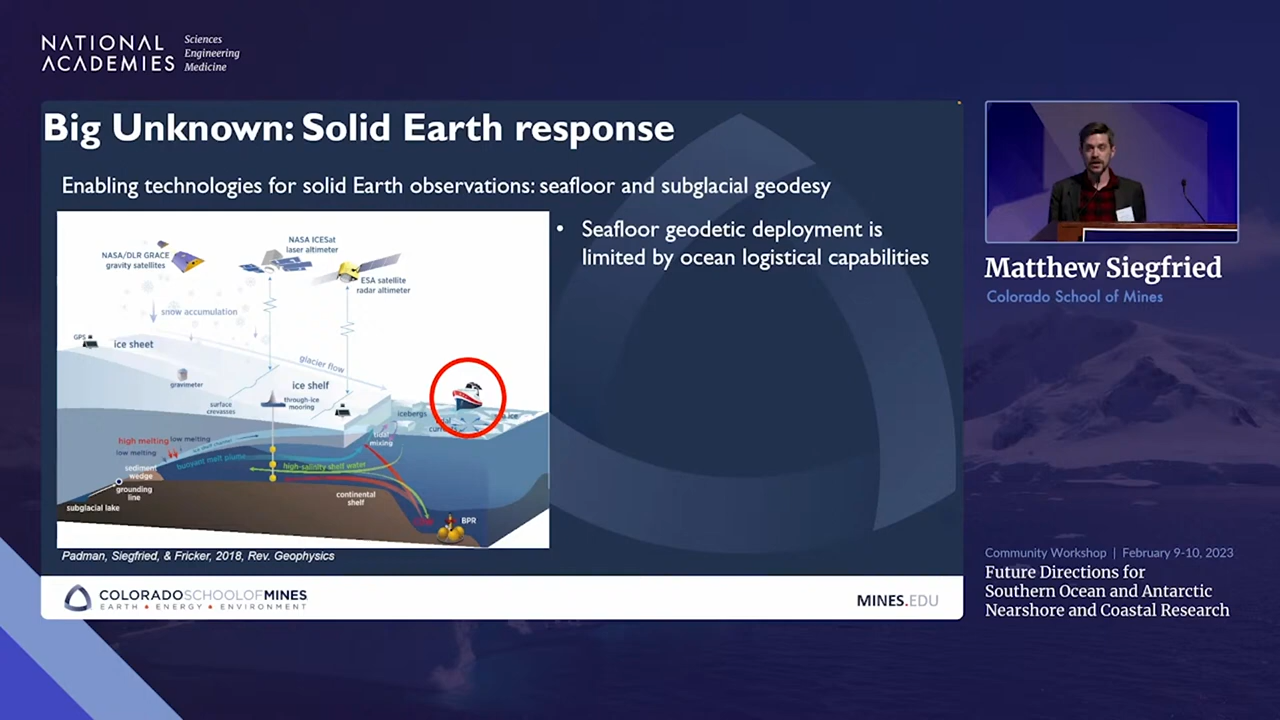 NATIONAL ACADEMIES
Sciences
Engineering
Medicine
Big Unknown: Solid Earth response
Enabling technologies for solid Earth observations: seafloor and subglacial geodesy
• Seafloor geodetic deployment is
limited by ocean logistical capabilities
NASA/DLR GRACE
gravity satellites
NASA ICESat
laser altimeter
ESA satellite
radar altimeter
snow accumulation
GPS
ice sheet
glacier flow
gravimeter
ice shelf
surface
crevasses
through-ice
mooring
icebergs
ice
tidal
mixing
high melting
low melting
low melting
buoyant melt plume
high-salinity shelf water
sediment
wedge
grounding
line
subglacial lake
continental
shelf
BPR
Padman, Siegfried, & Fricker, 2018, Rev. Geophysics
COLORADOSCHOOLOFMINES
EARTH • ENERGY • ENVIRONMENT
MINES.EDU
Matthew Siegfried
Colorado School of Mines
Community Workshop | February 9-10, 2023
Future Directions for
Southern Ocean and Antarctic
Nearshore and Coastal Research